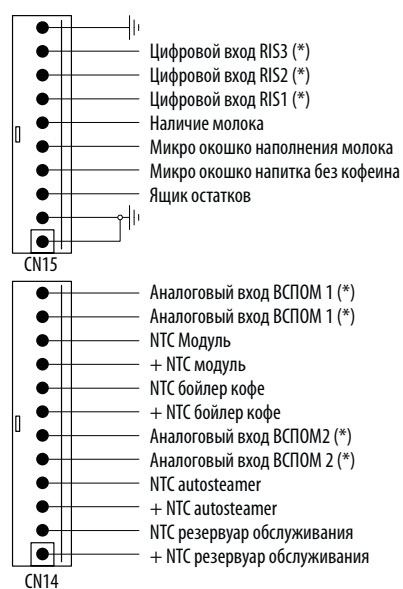 Цифровой вход RIS3 (*)
Цифровой вход RIS2 (*)
Цифровой вход RIS1 (*)
Наличие молока
Микро окошко наполнения молока
Микро окошко напитка без кофеина
Ящик остатков
CN15
Аналоговый вход ВСПОМ 1 (*)
Аналоговый вход ВСПОМ 1 (*)
NTC Модуль
+ NTC модуль
NTC бойлер кофе
+ NTC бойлер кофе
Аналоговый вход ВСПОМ2 (*)
Аналоговый вход ВСПОМ 2 (*)
NTC autosteamer
+ NTC autosteamer
NTC резервуар обслуживания
+ NTC резервуар обслуживания
CN14